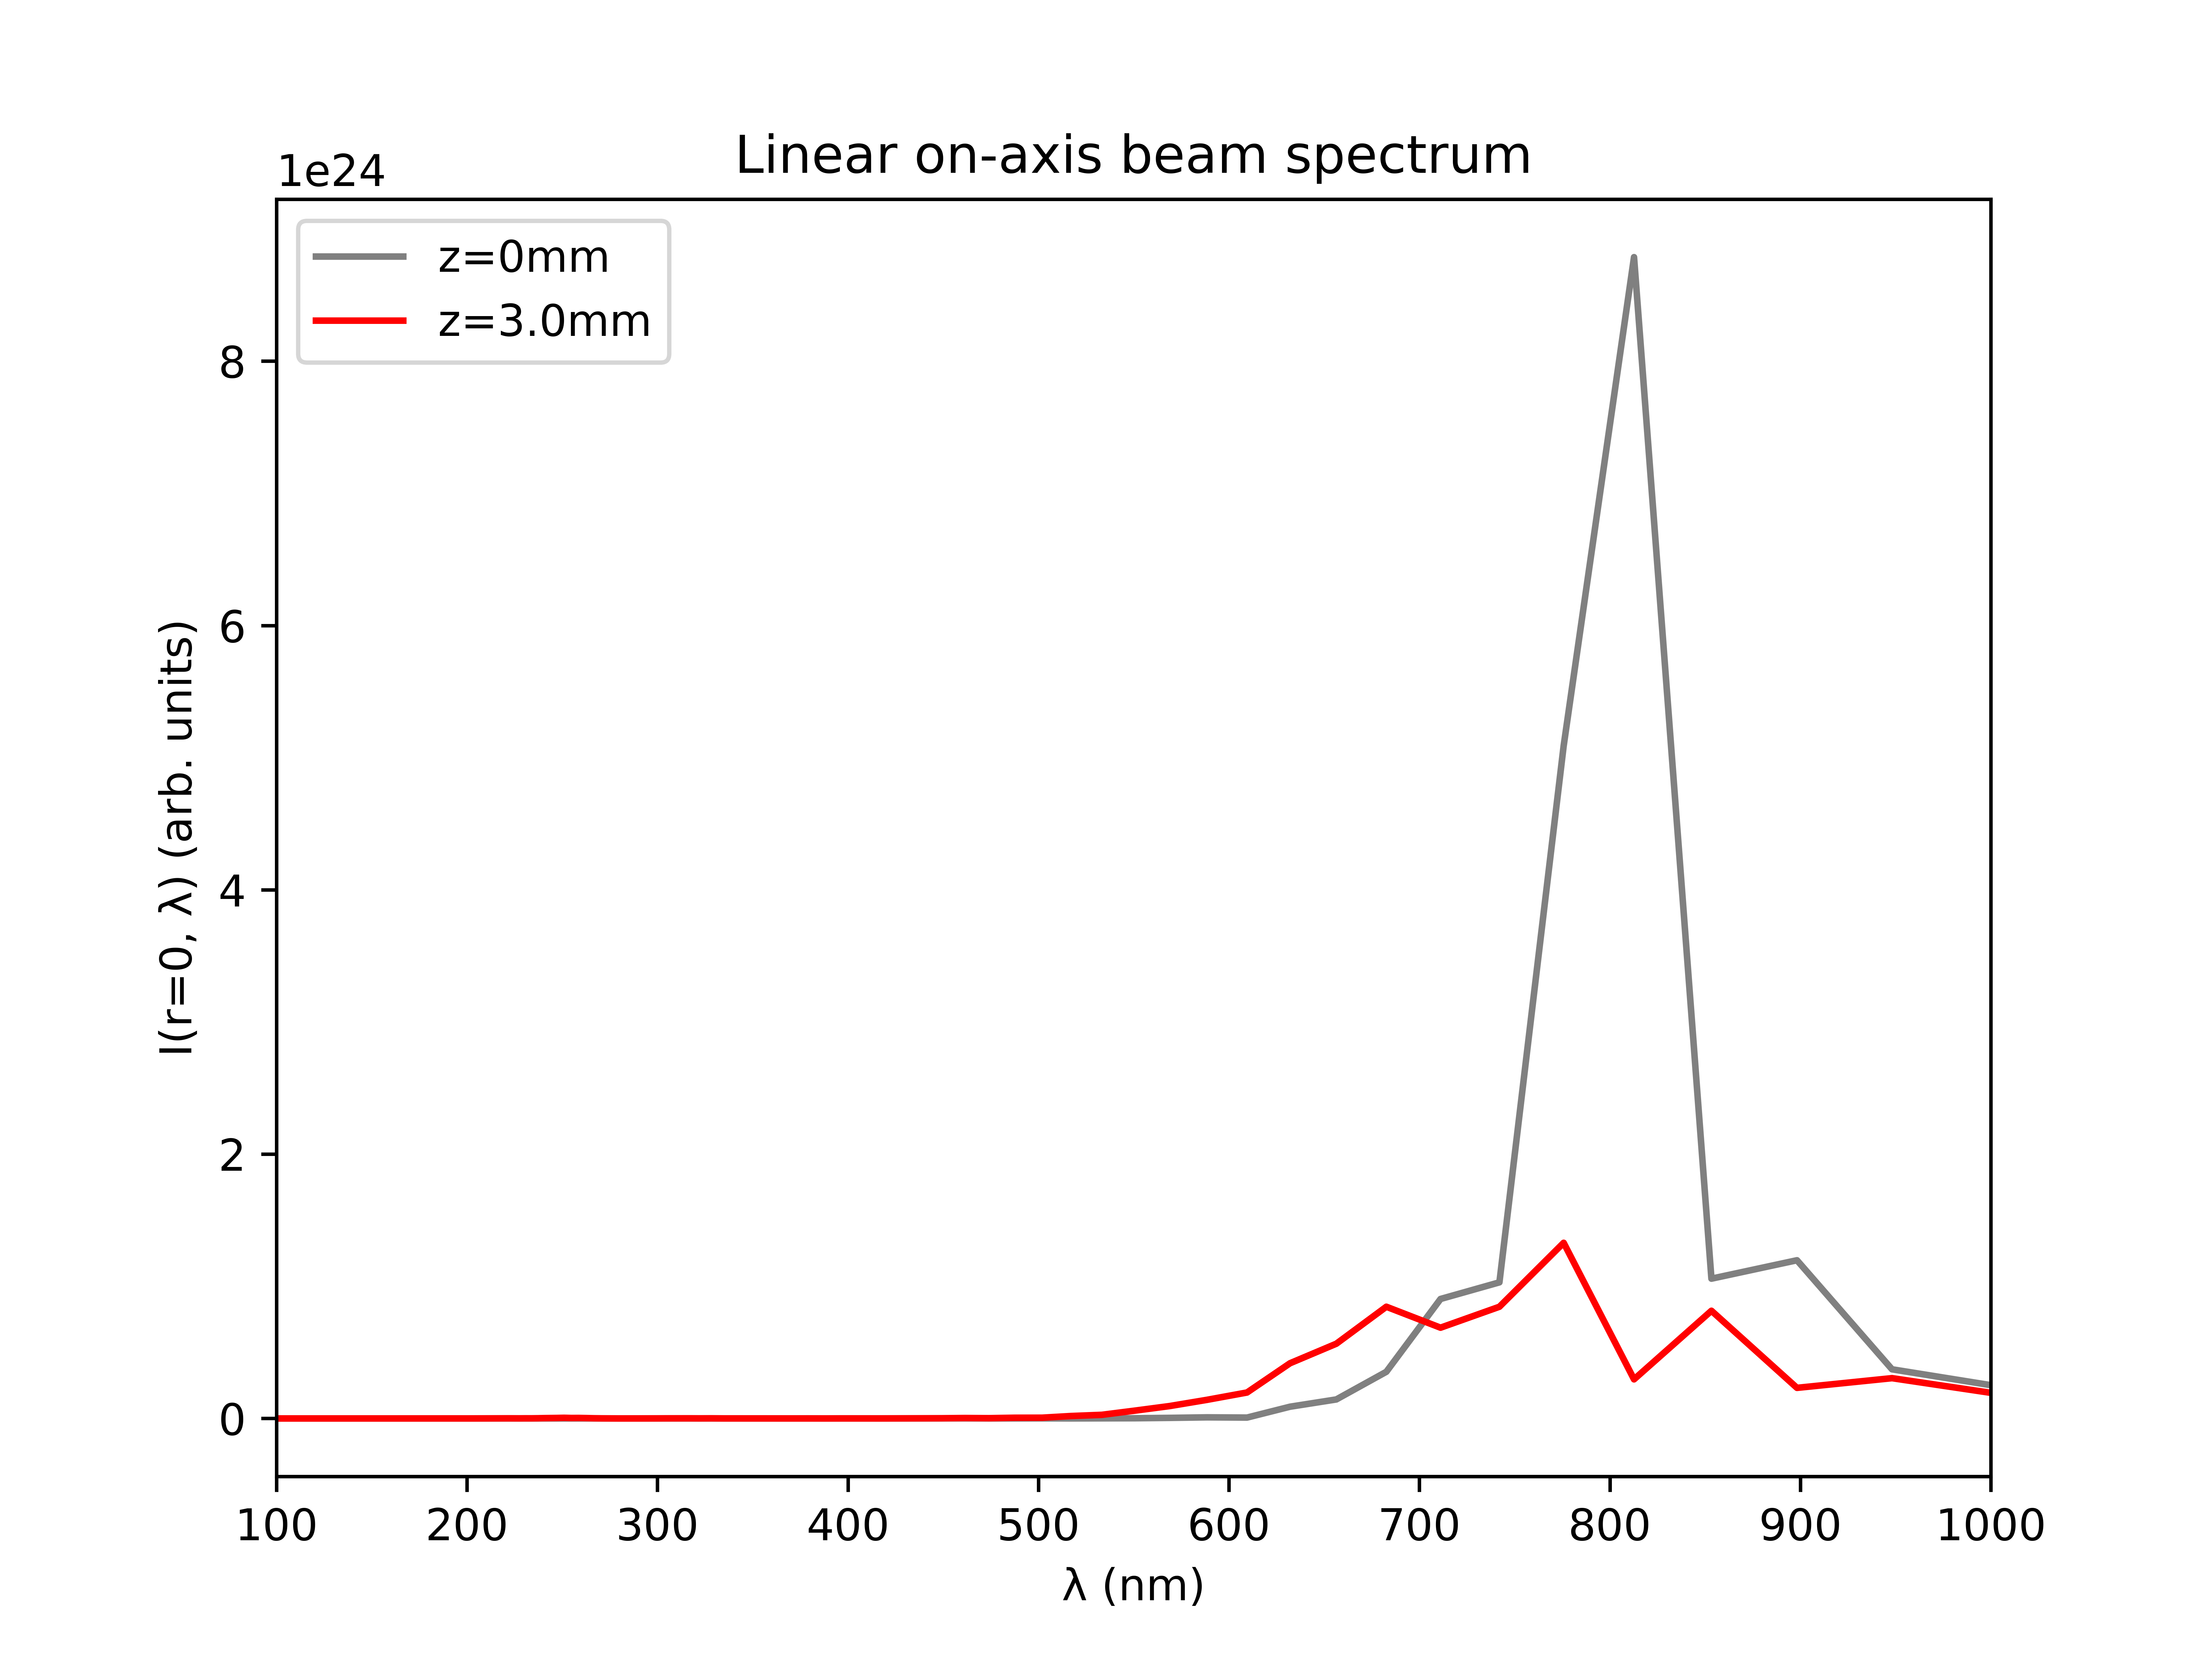 Linear on-axis beam spectrum
1e24
z=0mm
z=3.0mm
8
6
4
2
0
I(r=0, λ) (arb. units)
100 200 300 400 500 600 700 800 900 1000
λ (nm)